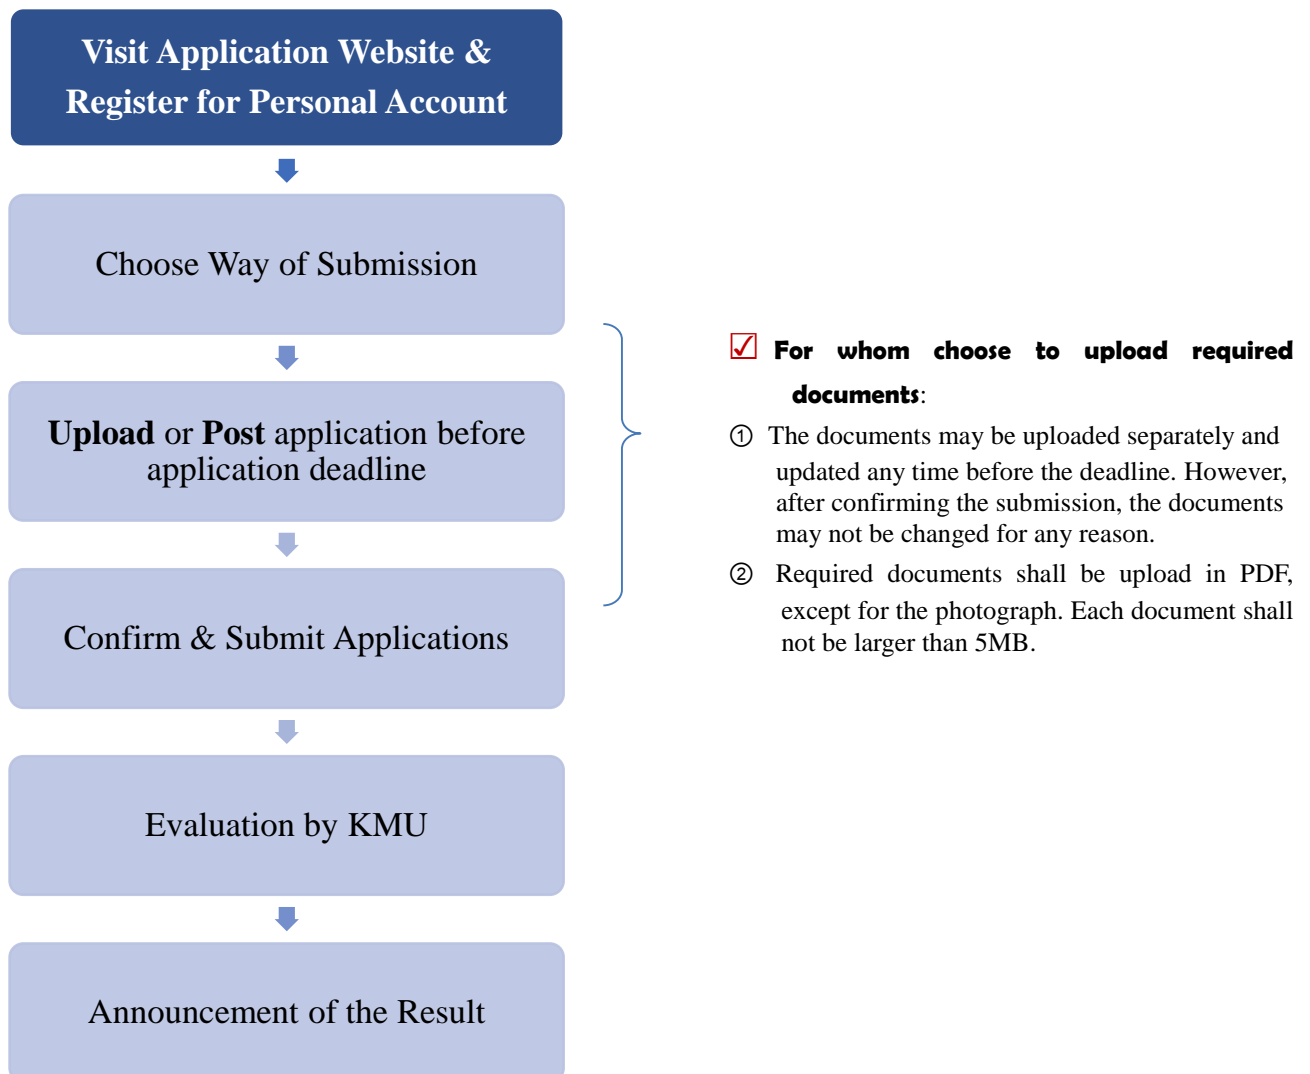 Visit Application Website &
Register for Personal Account
Choose Way of Submission
Upload or Post application before
application deadline
Confirm & Submit Applications
Evaluation by KMU
Announcement of the Result
☑ For whom choose to upload required
documents:
① The documents may be uploaded separately and
updated any time before the deadline. However,
after confirming the submission, the documents
may not be changed for any reason.
② Required documents shall be upload in PDF,
except for the photograph. Each document shall
not be larger than 5MB.